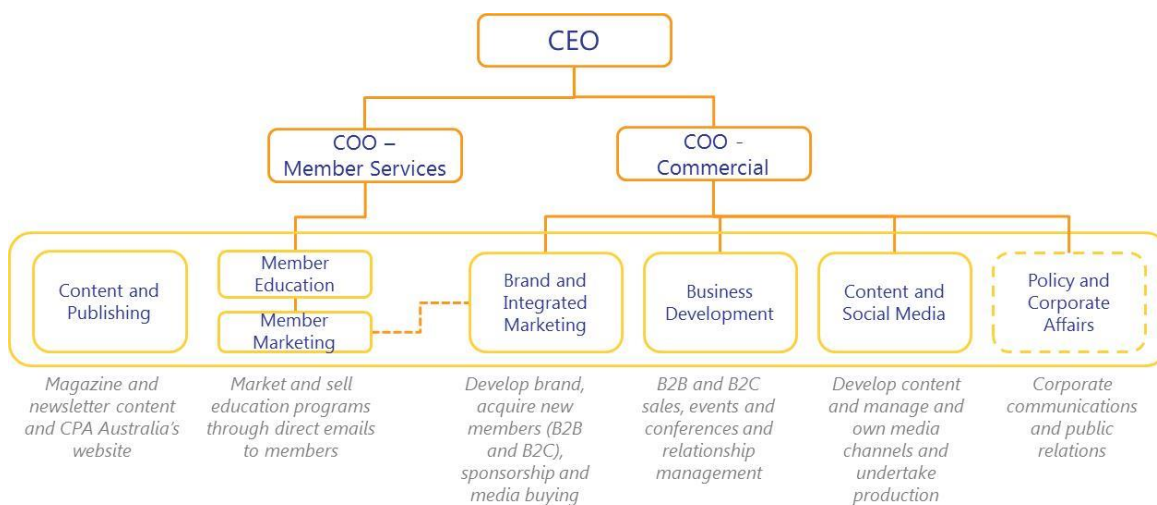 CEO
COO –
Member Services
COO -
Commercial
Content and
Publishing
Member
Education
Member
Marketing
Brand and
Integrated
Marketing
Business
Development
Content and
Social Media
Policy and
Corporate
Affairs
Magazine and
newsletter content
and CPA Australia's
website
Market and sell
education programs
through direct emails
to members
Develop brand,
acquire new
members (B2B
and B2C),
sponsorship and
media buying
B2B and B2C
sales, events and
conferences and
relationship
management
Develop content
and manage and
own media
channels and
undertake
production
Corporate
communications
and public
relations